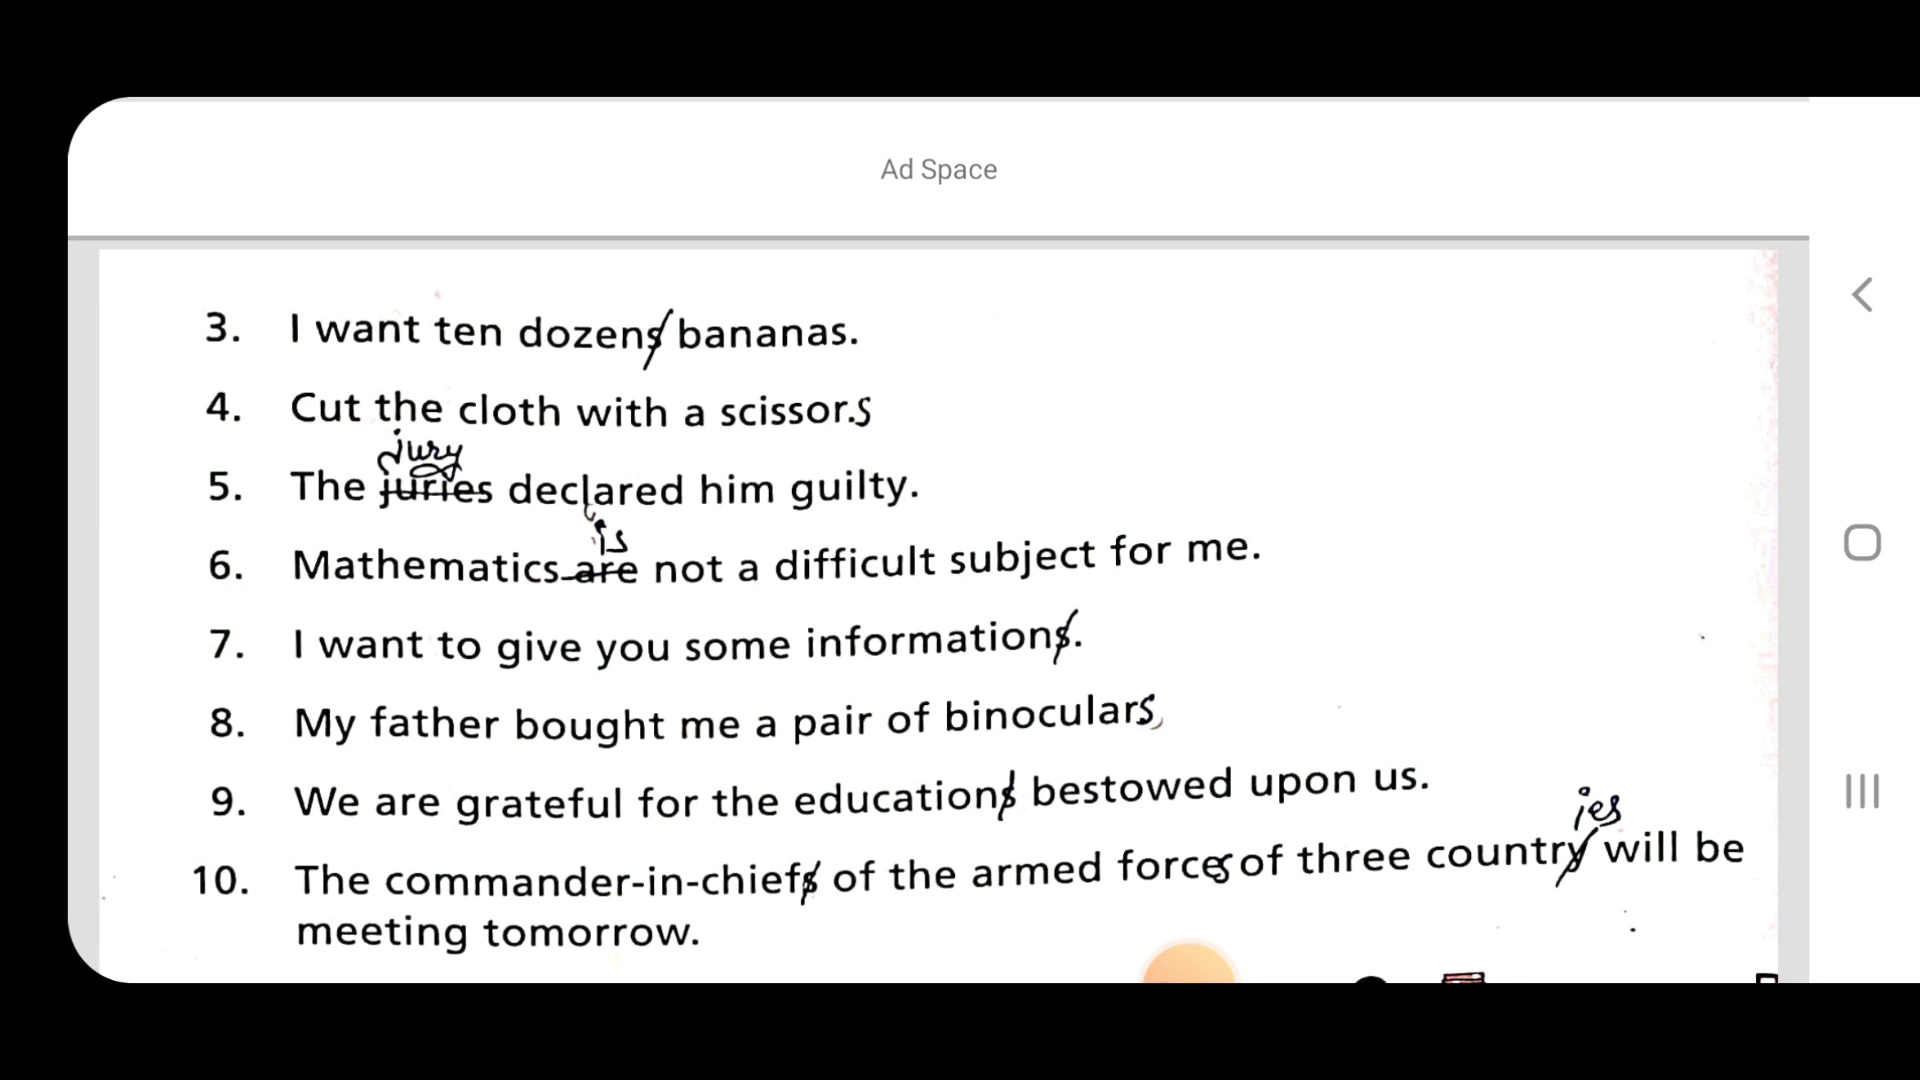 Ad Space
3. I want ten dozens bananas.
4. Cut the cloth with a scissor.s
jury
5. The juries declared him guilty.
is
6. Mathematics are not a difficult subject for me.
7. I want to give you some informations.
8. My father bought me a pair of binoculars
9. We are grateful for the educations bestowed upon us.
ies
10. The commander-in-chiefs of the armed forces of three country will be
meeting tomorrow.